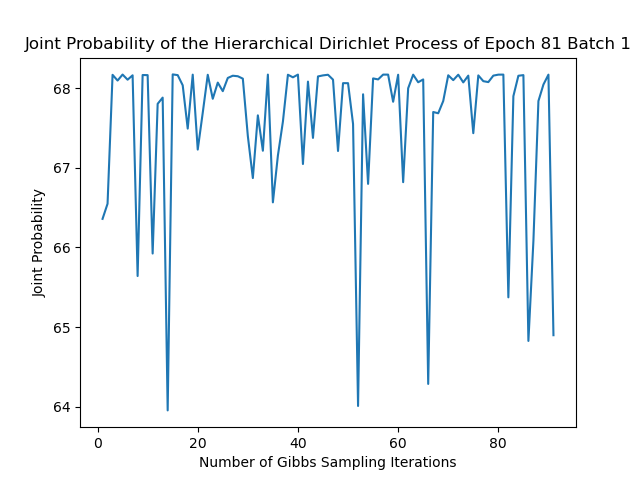 Joint Probability of the Hierarchical Dirichlet Process of Epoch 81 Batch 1
68
67
66
65
64
Joint Probability
0 20 40 60 80
Number of Gibbs Sampling Iterations